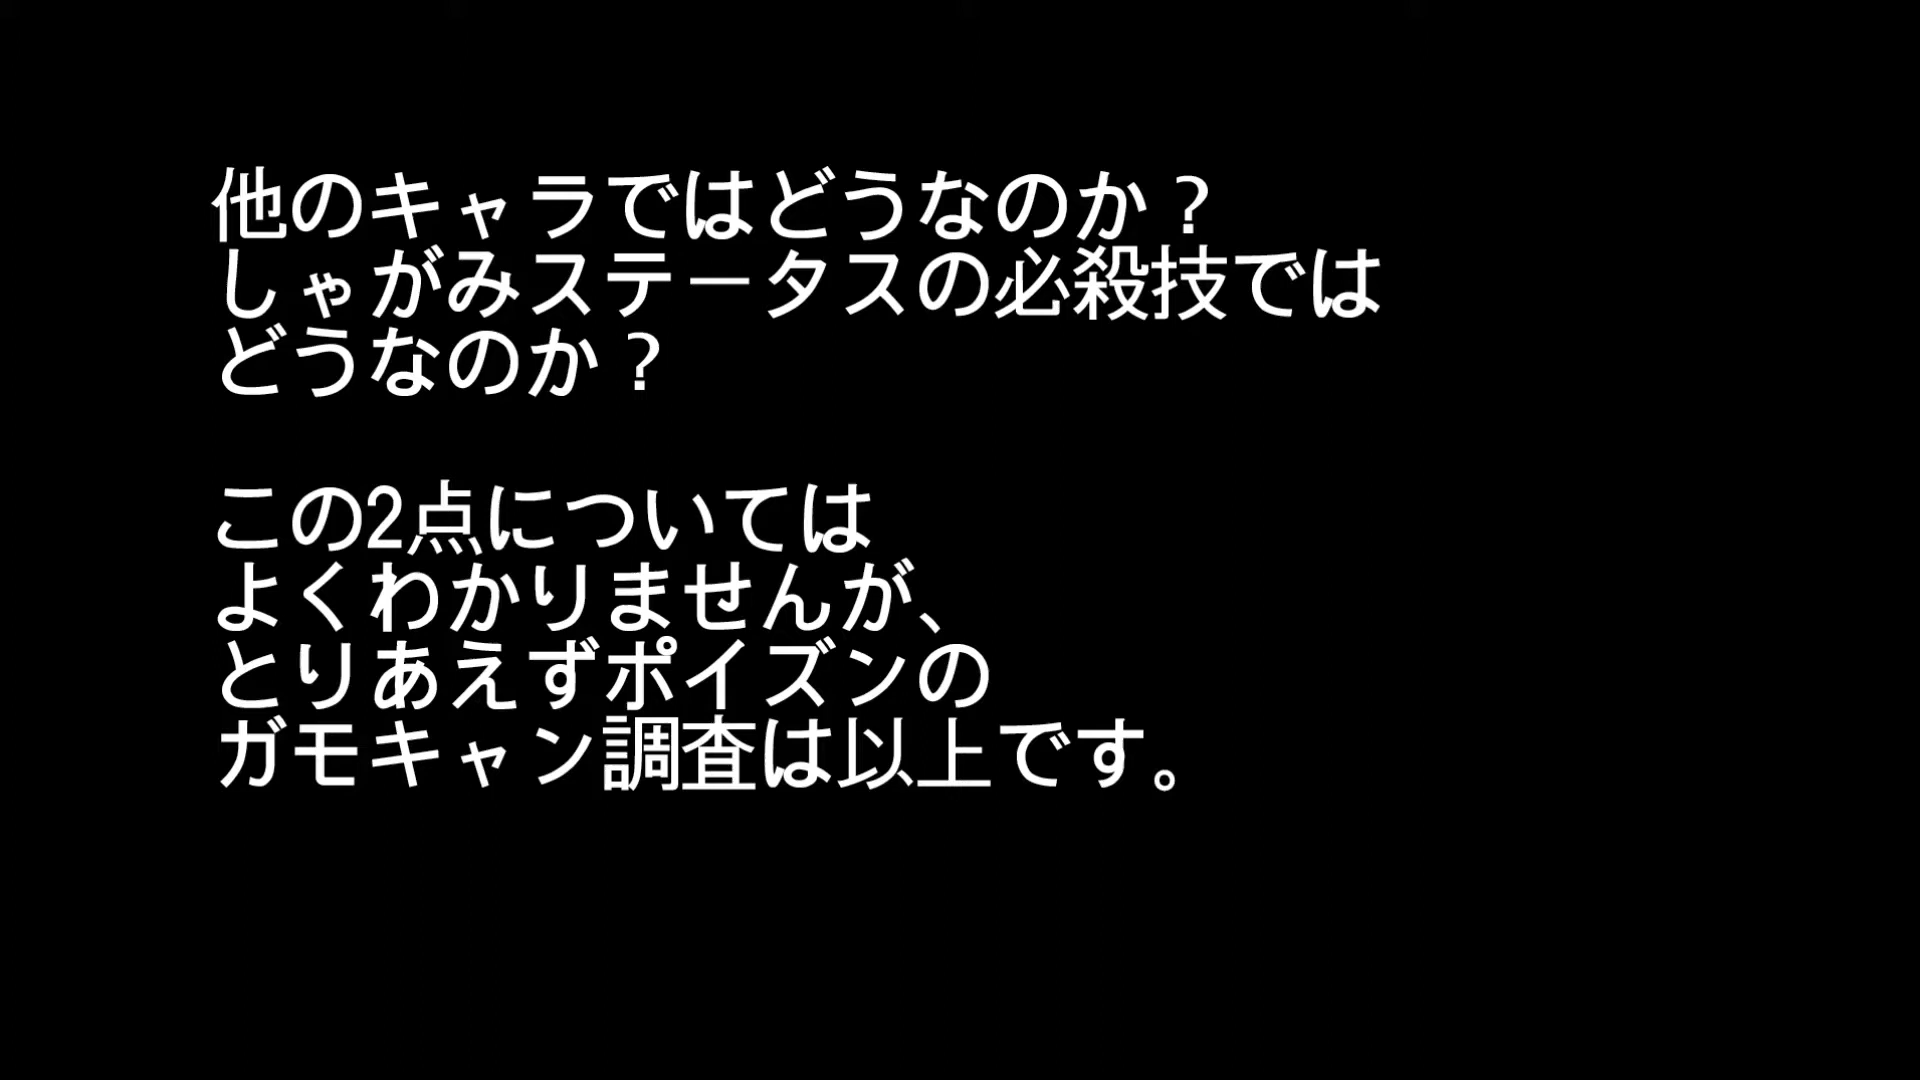 他のキャラではどうなのか？
しゃがみステータスの必殺技では
どうなのか？
この2点については
よくわかりませんが、
とりあえずポイズンの
ガモキャン調査は以上です。